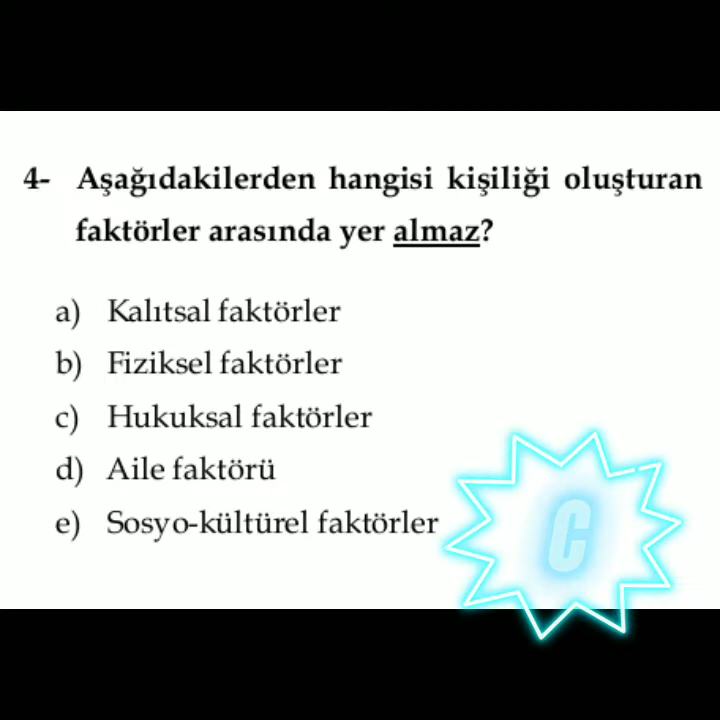 4- Aşağıdakilerden hangisi kişiliği oluşturan
faktörler arasında yer almaz?
a) Kalıtsal faktörler
b) Fiziksel faktörler
c) Hukuksal faktörler
d) Aile faktörü
e) Sosyo-kültürel faktörler
C